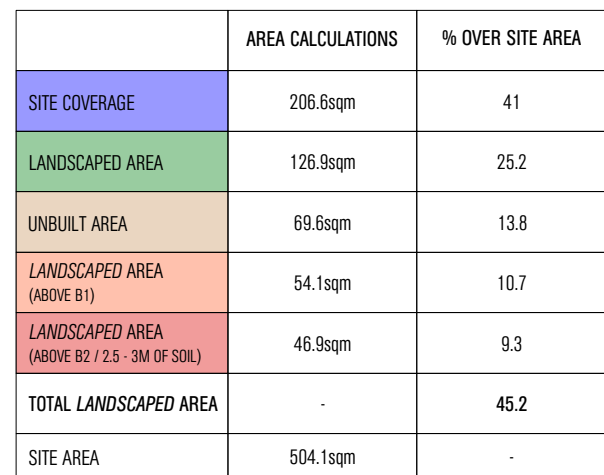 AREA CALCULATIONS % OVER SITE AREA
SITE COVERAGE 206.6sqm 41
LANDSCAPED AREA 126.9sqm 25.2
UNBUILT AREA 69.6sqm 13.8
LANDSCAPED AREA
(ABOVE B1) 54.1sqm 10.7
LANDSCAPED AREA
(ABOVE B2 / 2.5 - 3M OF SOIL) 46.9sqm 9.3
TOTAL LANDSCAPED AREA - 45.2
SITE AREA 504.1sqm -